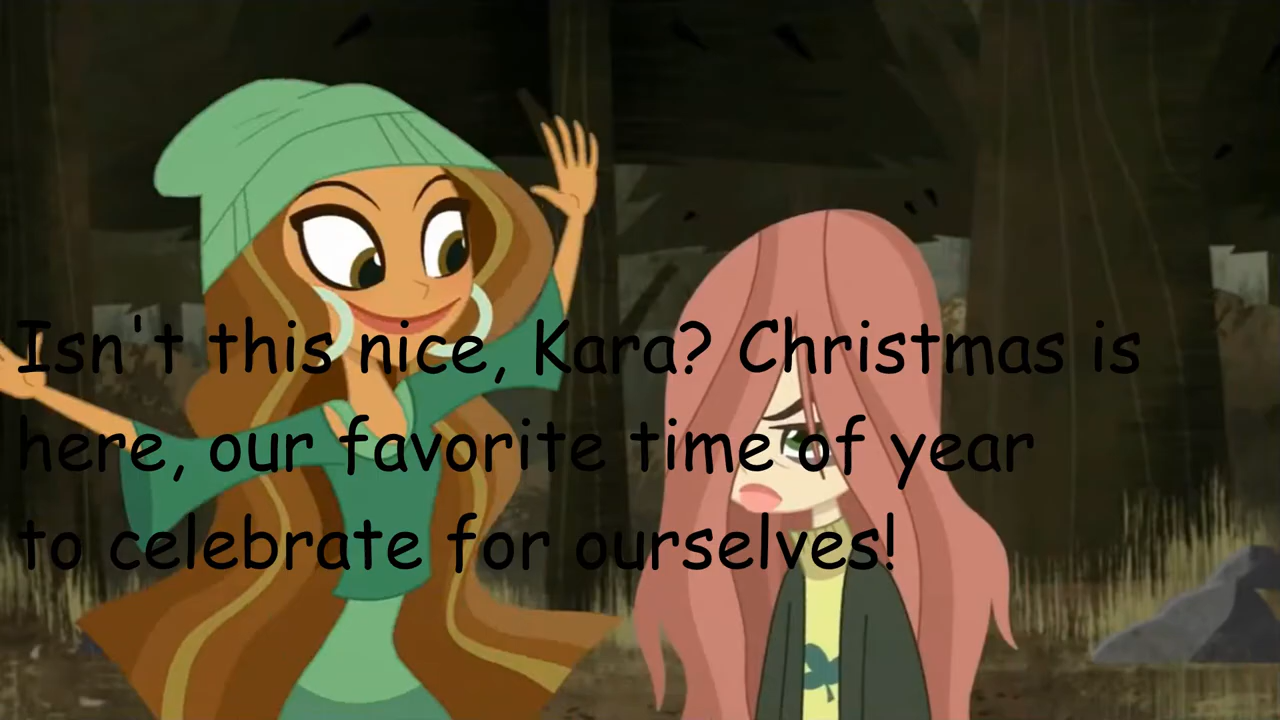 Isn't this nice, Kara? Christmas is
here, our favorite time of year
to celebrate for ourselves!